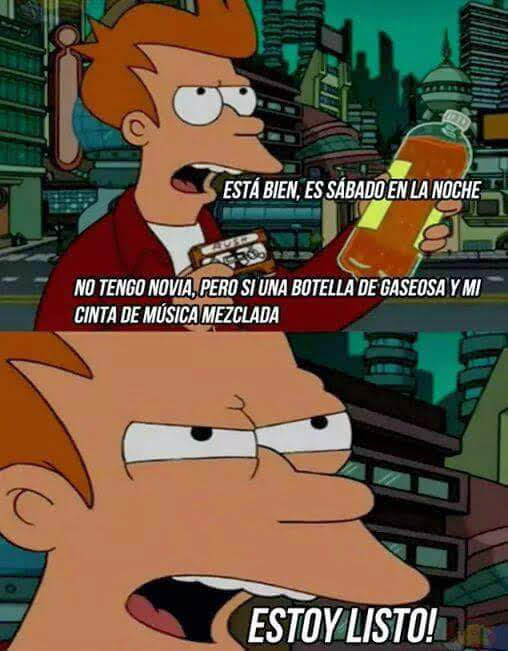 ESTÁ BIEN, ES SÁBADO EN LA NOCHE
RUSH
NO TENGO NOVIA, PERO SI UNA BOTELLA DE GASEOSA Y MI
CINTA DE MÚSICA MEZCLADA
ESTOY LISTO!